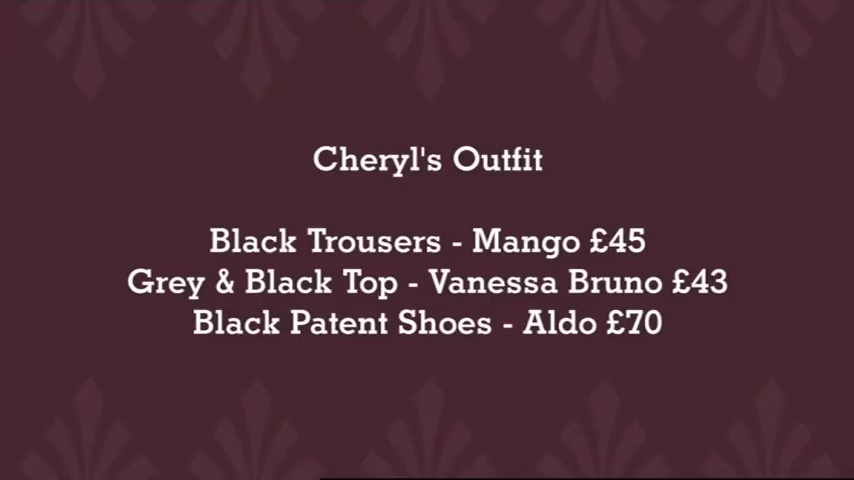 Cheryl's Outfit
Black Trousers - Mango £45
Grey & Black Top - Vanessa Bruno £43
Black Patent Shoes - Aldo £70